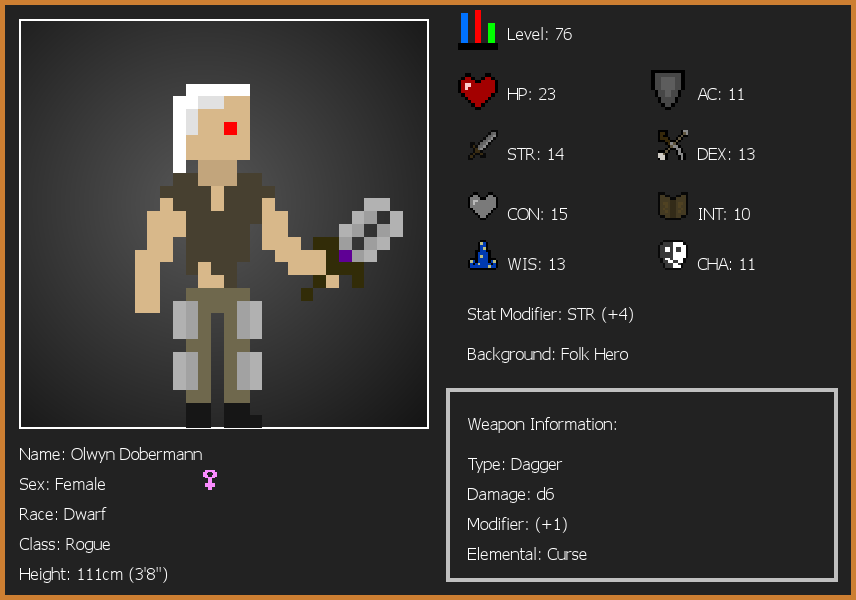 Level: 76
HP: 23
AC: 11
STR: 14
DEX: 13
CON: 15
INT: 10
WIS: 13
CHA: 11
Stat Modifier: STR (+4)
Background: Folk Hero
Weapon Information:
Type: Dagger
Damage: d6
Modifier: (+1)
Elemental: Curse
Name: Olwyn Dobermann
Sex: Female
Race: Dwarf
Class: Rogue
Height: 111cm (3'8")